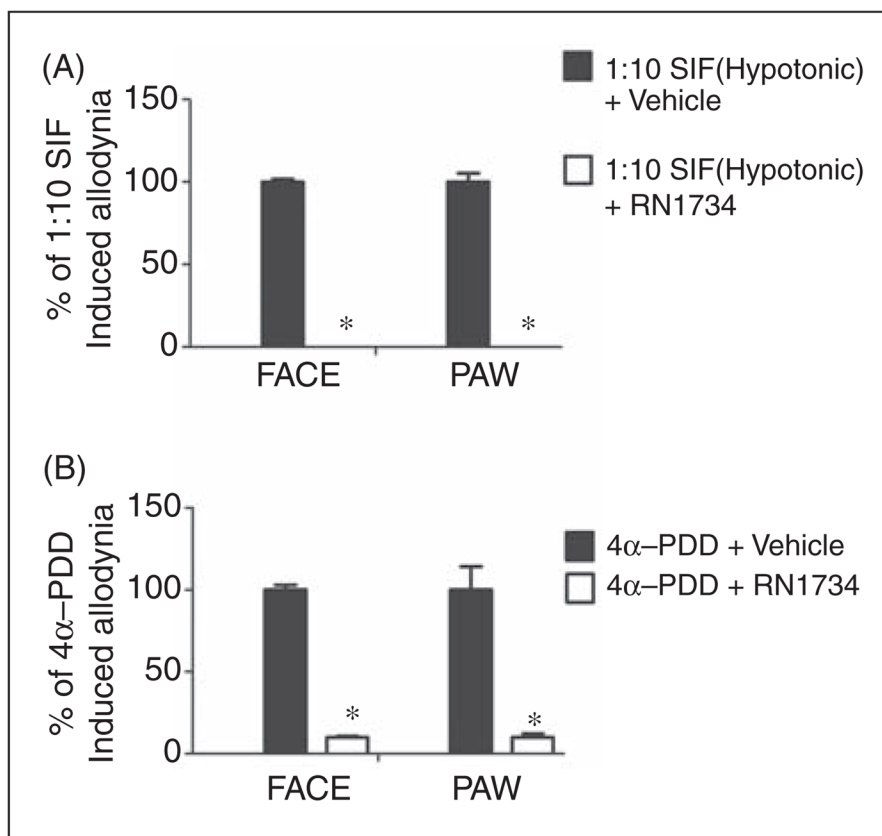 (A)
1:10 SIF(Hypotonic)
+ Vehicle
1:10 SIF(Hypotonic)
+ RN1734
% of 1:10 SIF
Induced allodynia
150
100
50
0
*
*
FACE
PAW
(B)
4α–PDD + Vehicle
4α–PDD + RN1734
% of 4α–PDD
Induced allodynia
150
100
50
0
*
*
FACE
PAW